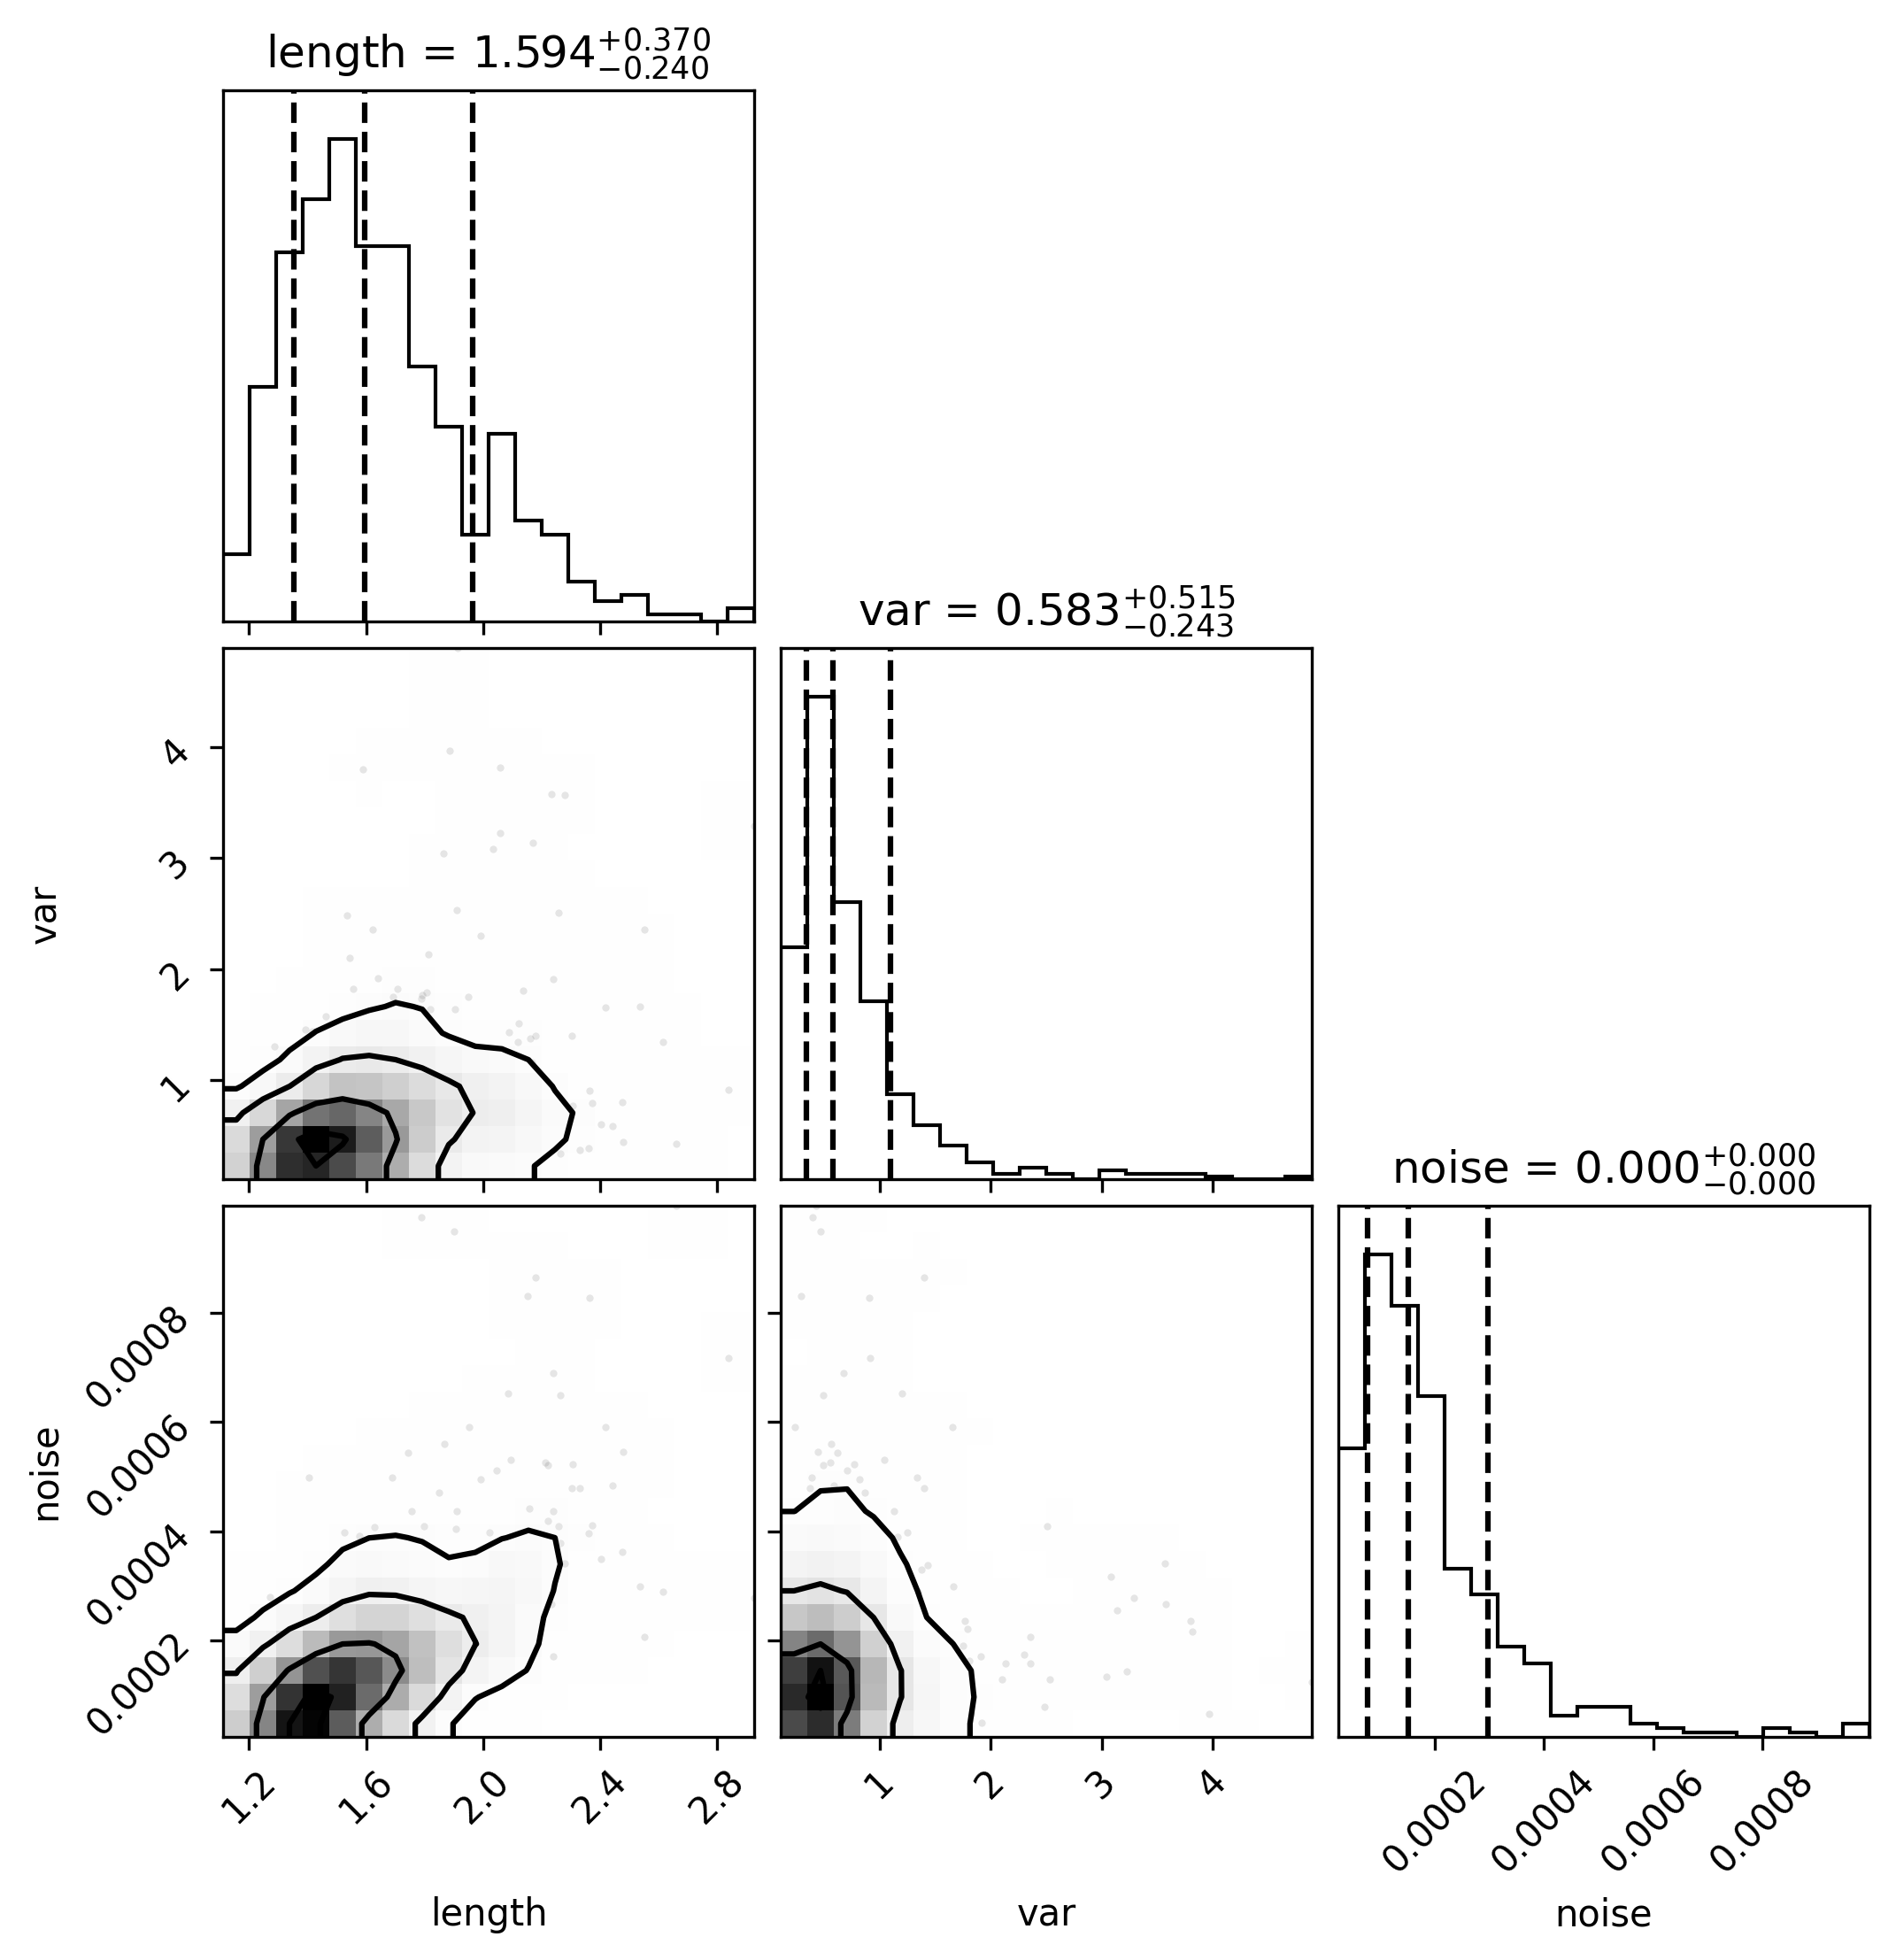 length = 1.594 +0.370 −0.240
var = 0.583 +0.515 −0.243
4
3
2
1
var
noise = 0.000 +0.000 −0.000
0.0008
0.0006
0.0004
0.0002
noise
1.2 1.6 2.0 2.4 2.8
1 2 3 4
0.0002 0.0004 0.0006 0.0008
length
var
noise